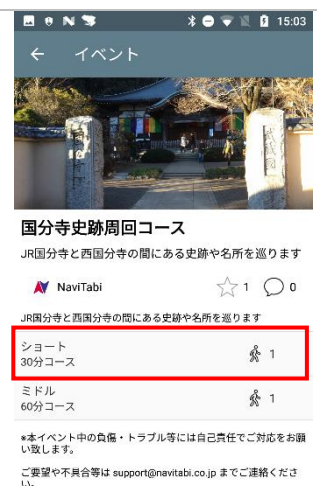 15:03
イベント
国分寺史跡周回コース
JR国分寺と西国分寺の間にある史跡や名所を巡ります
NaviTabi
1
0
JR国分寺と西国分寺の間にある史跡や名所を巡ります
ショート
30分コース
1
ミドル
60分コース
1
*本イベント中の負傷・トラブル等には自己責任でご対応をお願
い致します。
ご要望や不具合等は support@navitabi.co.jp までご連絡くださ
い。